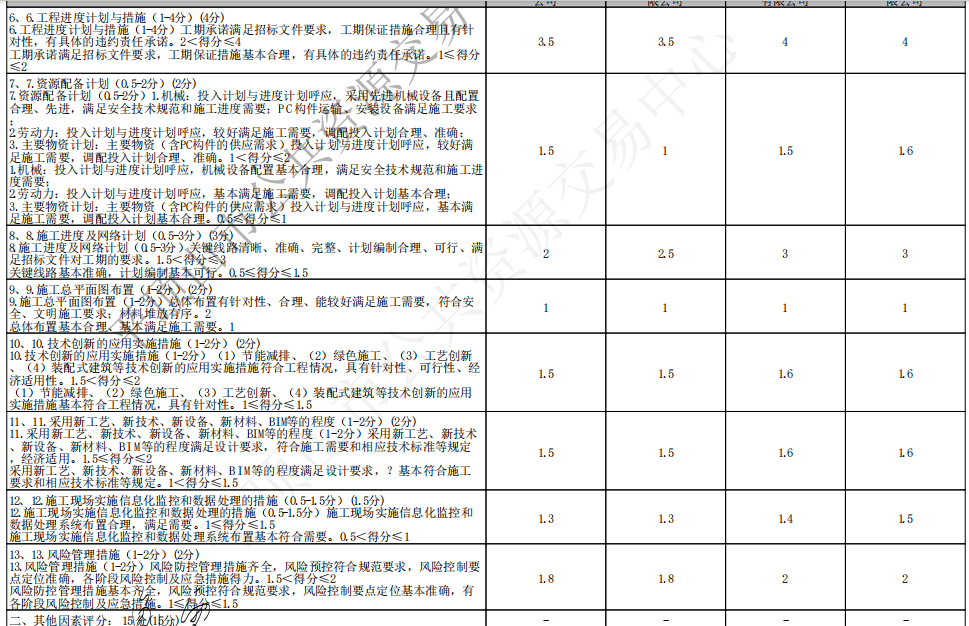 公司 限公司 有限公司 公司
6、6.工程进度计划与措施（1-4分）(4分)
6.工程进度计划与措施（1-4分）工期承诺满足招标文件要求，工期保证措施合理且有针
对性，有具体的违约责任承诺。2＜得分≤4
工期承诺满足招标文件要求，工期保证措施基本合理，有具体的违约责任承诺。1≤得分
≤2
3.5 3.5 4 4
7、7.资源配备计划（0.5-2分）(2分)
7.资源配备计划（0.5-2分）1.机械：投入计划与进度计划呼应，采用先进机械设备且配置
合理、先进，满足安全技术规范和施工进度需要；PC构件运输、安装设备满足施工要求
；
2.劳动力：投入计划与进度计划呼应，较好满足施工需要，调配投入计划合理、准确；
3.主要物资计划：主要物资（含PC构件的供应需求）投入计划与进度计划呼应，较好满
足施工需要，调配投入计划合理、准确。1＜得分≤2
1.机械：投入计划与进度计划呼应，机械设备配置基本合理，满足安全技术规范和施工进
度需要；
2.劳动力：投入计划与进度计划呼应，基本满足施工需要，调配投入计划基本合理；
3.主要物资计划：主要物资（含PC构件的供应需求）投入计划与进度计划呼应，基本满
足施工需要，调配投入计划基本合理。0.5≤得分≤1
1.5 1 1.5 1.6
8、8.施工进度及网络计划（0.5-3分）(3分)
8.施工进度及网络计划（0.5-3分）关键线路清晰、准确、完整、计划编制合理、可行、满
足招标文件对工期的要求。1.5＜得分≤3
关键线路基本准确，计划编制基本可行。0.5≤得分≤1.5
2 2.5 3 3
9、9.施工总平面图布置（1-2分）(2分)
9.施工总平面图布置（1-2分）总体布置有针对性、合理、能较好满足施工需要，符合安
全、文明施工要求；材料堆放有序。2
总体布置基本合理、基本满足施工需要。1
1 1 1 1
10、10.技术创新的应用实施措施（1-2分）(2分)
10.技术创新的应用实施措施（1-2分）（1）节能减排、（2）绿色施工、（3）工艺创新
、（4）装配式建筑等技术创新的应用实施措施符合工程情况，具有针对性、可行性、经
济适用性。1.5＜得分≤2
（1）节能减排、（2）绿色施工、（3）工艺创新、（4）装配式建筑等技术创新的应用
实施措施基本符合工程情况，具有针对性。1≤得分≤1.5
1.5 1.5 1.6 1.6
11、11.采用新工艺、新技术、新设备、新材料、BIM等的程度（1-2分）(2分)
11.采用新工艺、新技术、新设备、新材料、BIM等的程度（1-2分）采用新工艺、新技术
、新设备、新材料、BIM等的程度满足设计要求，符合施工需要和相应技术标准等规定
，经济适用。1.5≤得分≤2
采用新工艺、新技术、新设备、新材料、BIM等的程度满足设计要求，？基本符合施工
要求和相应技术标准等规定。1＜得分≤1.5
1.5 1.5 1.6 1.6
12、12.施工现场实施信息化监控和数据处理的措施（0.5-1.5分）(1.5分)
12.施工现场实施信息化监控和数据处理的措施（0.5-1.5分）施工现场实施信息化监控和
数据处理系统布置合理，满足需要。1≤得分≤1.5
施工现场实施信息化监控和数据处理系统布置基本符合需要。0.5＜得分≤1
1.3 1.3 1.4 1.5
13、13.风险管理措施（1-2分）(2分)
13.风险管理措施（1-2分）风险防控管理措施齐全，风险预控符合规范要求，风险控制要
点定位准确，各阶段风险控制及应急措施得力。1.5＜得分≤2
风险防控管理措施基本齐全，风险预控符合规范要求，风险控制要点定位基本准确，有
各阶段风险控制及应急措施。1≤得分≤1.5
1.8 1.8 2 2
二、其他因素评分： 15分(15分)
- - - -
市公共资源交易
公共资源交易中心